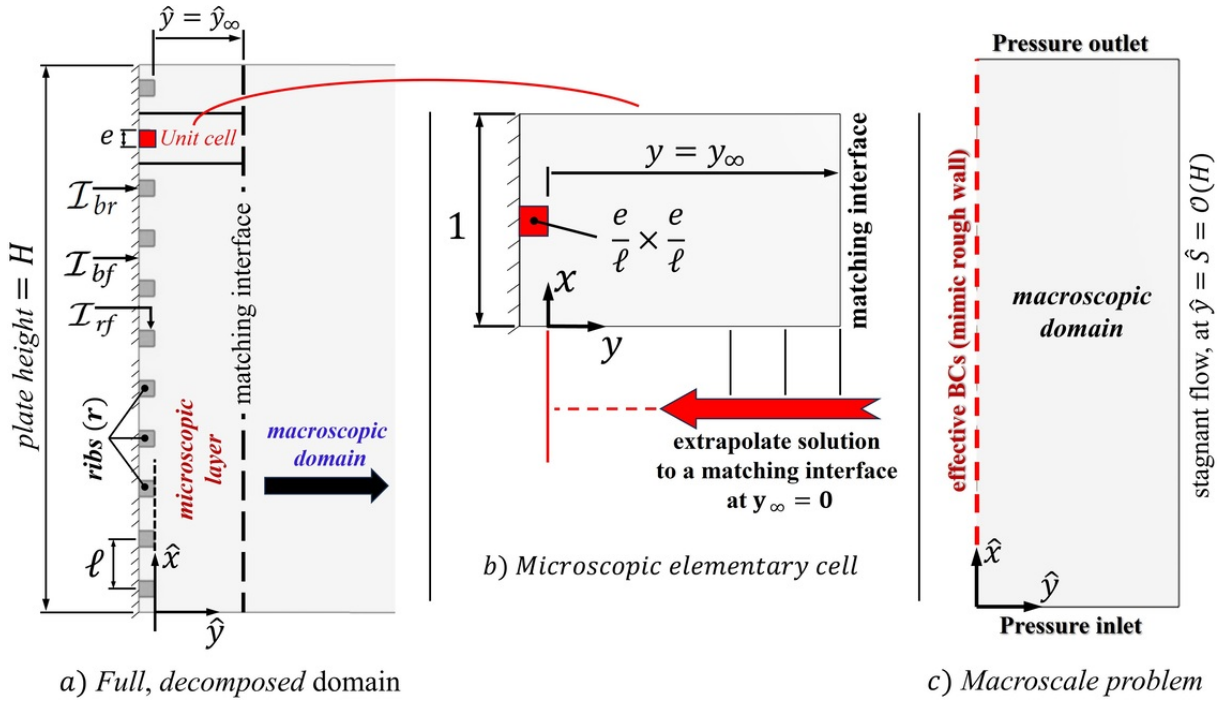 ŷ = ŷ∞
e
Unit cell
ℐbr
ℐbf
ℐrf
plate height = H
ribs (r)
microscopic
layer
matching interface
macroscopic
domain
ℓ
x̂
ŷ
a) Full, decomposed domain
1
y = y∞
e/ℓ × e/ℓ
x
y
matching interface
extrapolate solution
to a matching interface
at y∞ = 0
b) Microscopic elementary cell
Pressure outlet
effective BCs (mimic rough wall)
macroscopic
domain
stagnant flow, at ŷ = Ŝ = 𝒪(H)
x̂
ŷ
Pressure inlet
c) Macroscale problem